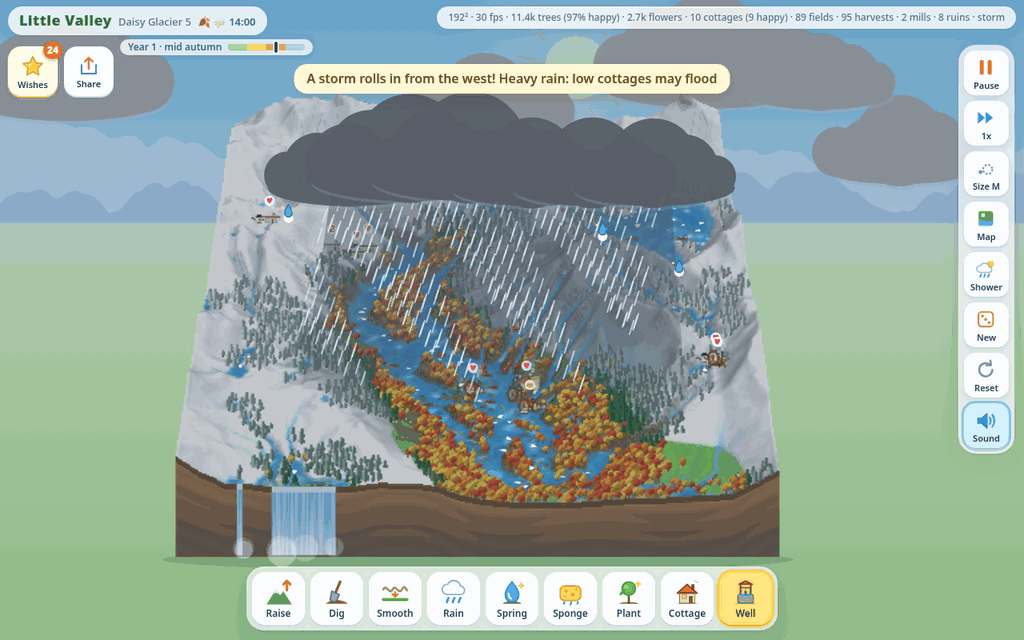 Little Valley Daisy Glacier 5 14:00
192² · 30 fps · 11.4k trees (97% happy) · 2.7k flowers · 10 cottages (9 happy) · 89 fields · 95 harvests · 2 mills · 8 ruins · storm
Year 1 · mid autumn
24
Wishes
Share
A storm rolls in from the west! Heavy rain: low cottages may flood
Pause
1x
Size M
Map
Shower
New
Reset
Sound
Raise
Dig
Smooth
Rain
Spring
Sponge
Plant
Cottage
Well